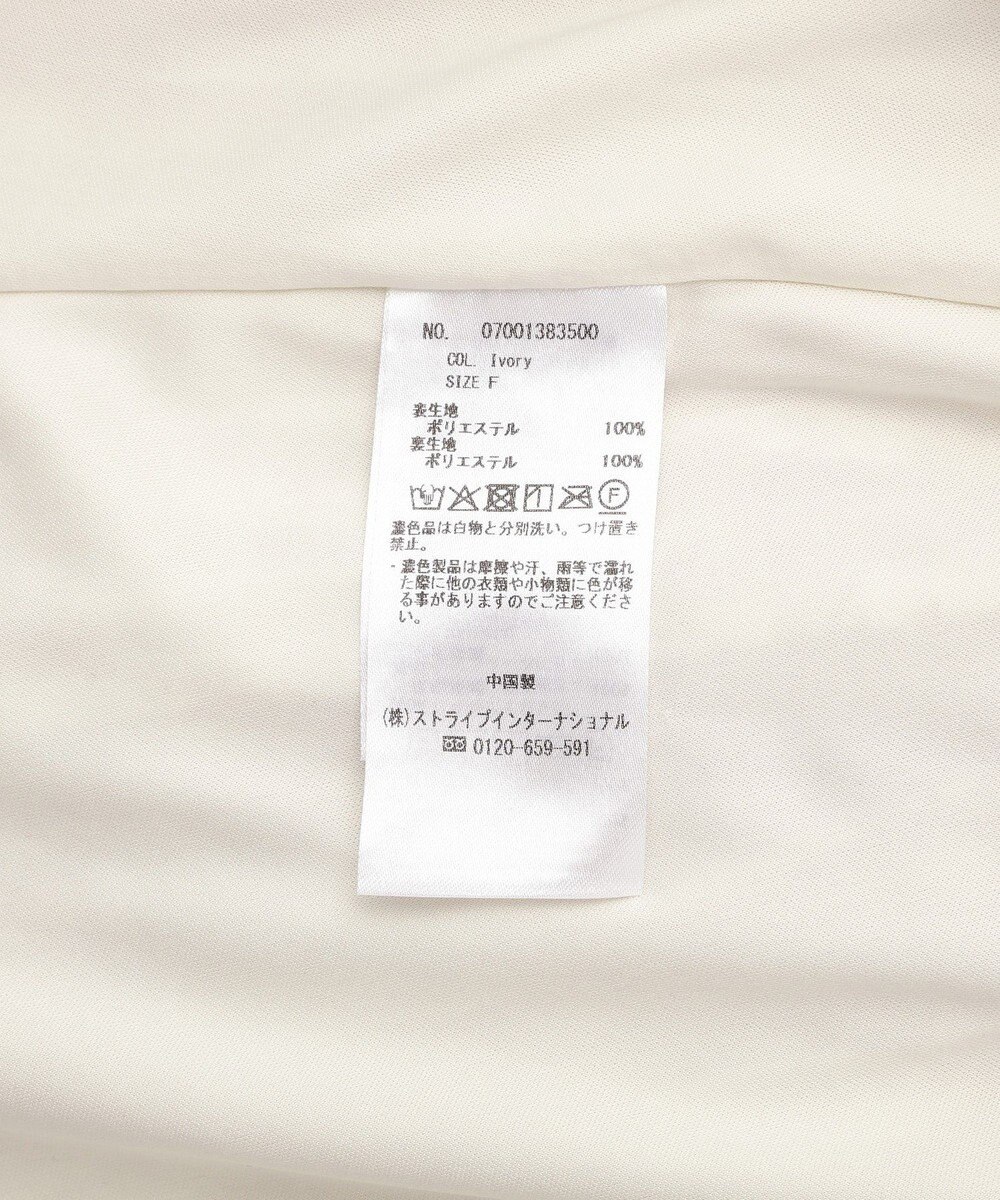 NO. 07001383500
COL. Ivory
SIZE F
表生地
ポリエステル 100%
裏生地
ポリエステル 100%
F
濃色品は白物と分別洗い。つけ置き
禁止。
- 濃色製品は摩擦や汗、雨等で濡れ
た際に他の衣類や小物類に色が移
る事がありますのでご注意くださ
い。
中国製
(株)ストライプインターナショナル
0120-659-591